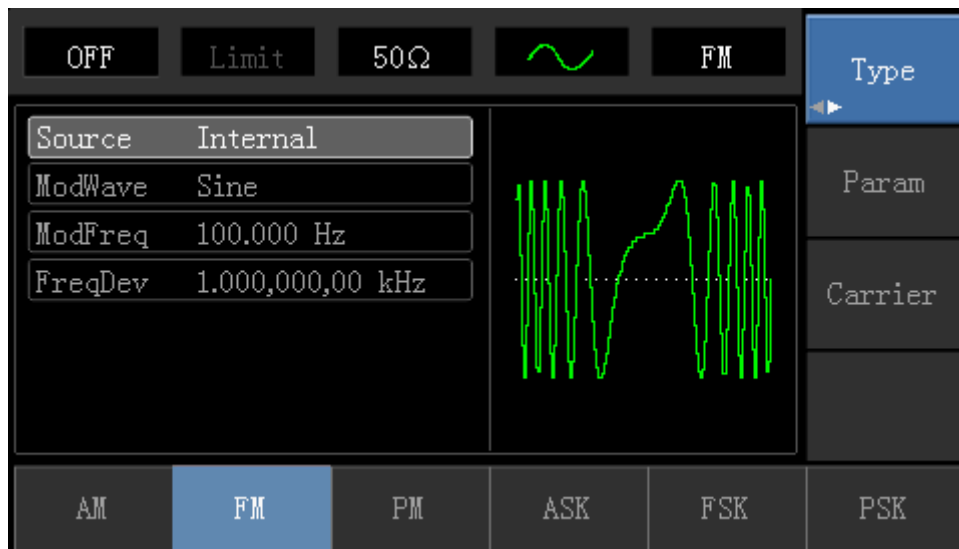 OFF Limit 50Ω FM
Type
Source Internal
ModWave Sine
ModFreq 100.000 Hz
FreqDev 1.000,000,00 kHz
Param
Carrier
AM FM PM ASK FSK PSK